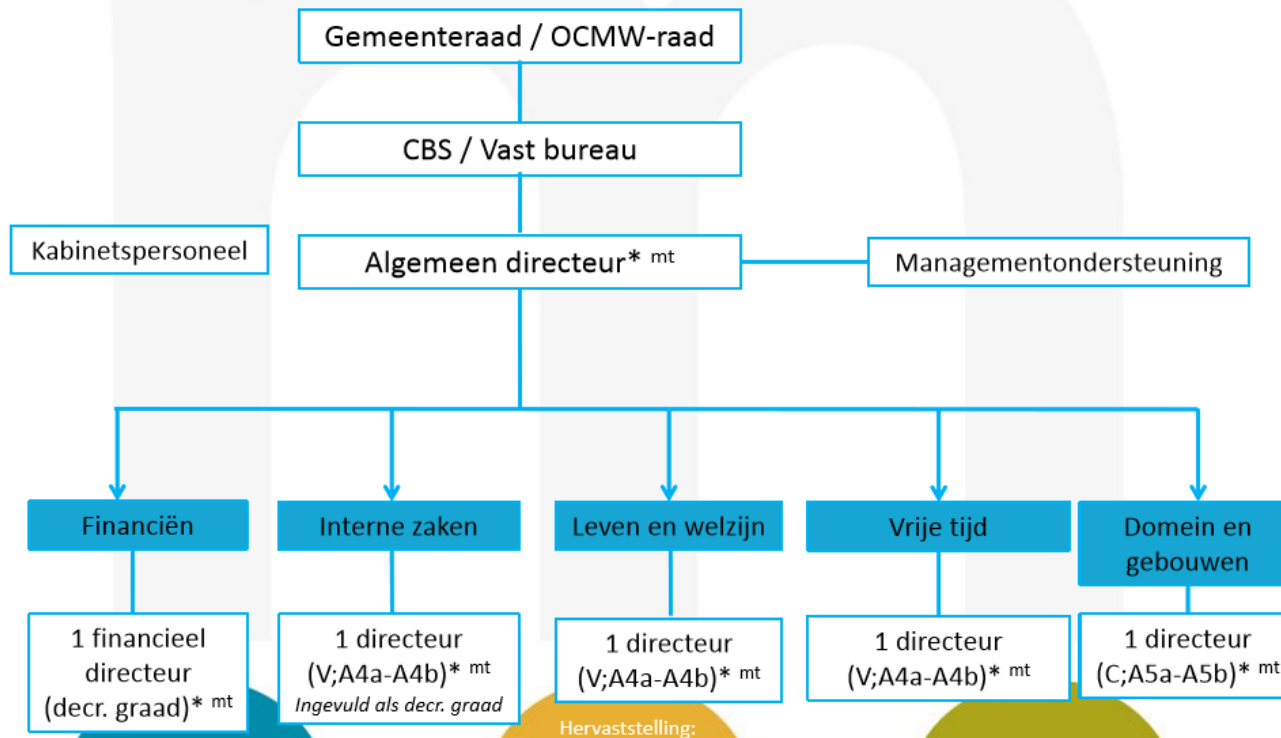 Gemeenteraad / OCMW-raad
CBS / Vast bureau
Kabinetspersoneel
Algemeen directeur* mt
Managementondersteuning
Financiën
Interne zaken
Leven en welzijn
Vrije tijd
Domein en
gebouwen
1 financieel
directeur
(decr. graad)* mt
1 directeur
(V;A4a-A4b)* mt
Ingevuld als decr. graad
1 directeur
(V;A4a-A4b)* mt
1 directeur
(V;A4a-A4b)* mt
1 directeur
(C;A5a-A5b)* mt
Hervaststelling: